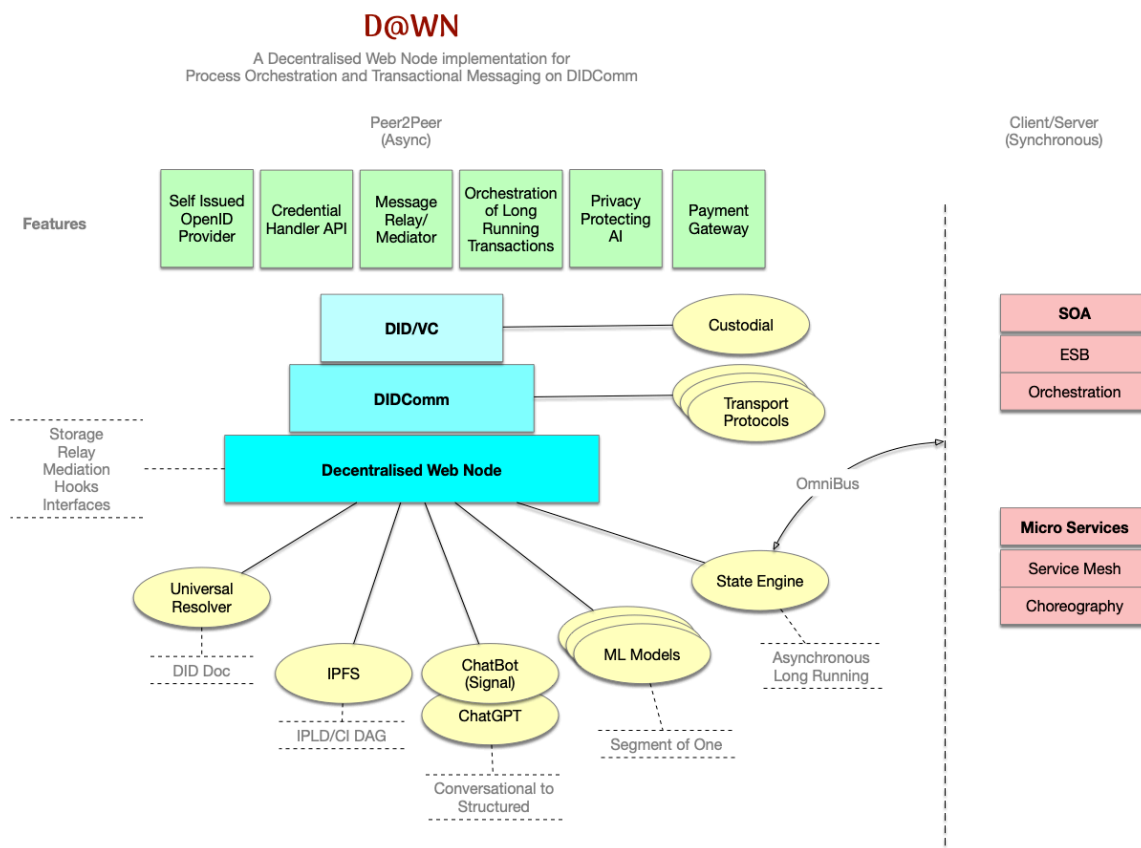 D@WN
A Decentralised Web Node implementation for
Process Orchestration and Transactional Messaging on DIDComm
Peer2Peer
(Async)
Client/Server
(Synchronous)
Features
Self Issued
OpenID
Provider
Credential
Handler API
Message
Relay/
Mediator
Orchestration
of Long
Running
Transactions
Privacy
Protecting
AI
Payment
Gateway
DID/VC
Custodial
SOA
ESB
Orchestration
DIDComm
Transport
Protocols
Storage
Relay
Mediation
Hooks
Interfaces
Decentralised Web Node
OmniBus
Micro Services
Service Mesh
Choreography
Universal
Resolver
DID Doc
IPFS
IPLD/CI DAG
ChatBot
(Signal)
ChatGPT
Conversational to
Structured
ML Models
Segment of One
State Engine
Asynchronous
Long Running